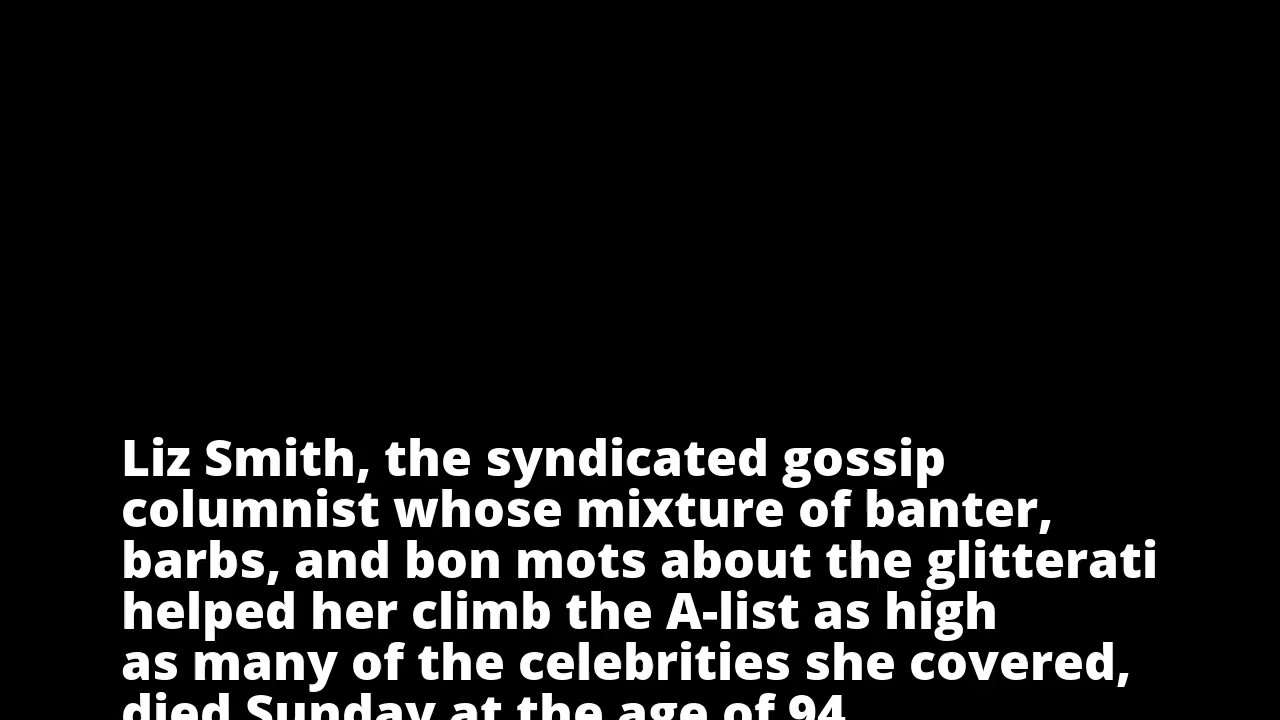 Liz Smith, the syndicated gossip
columnist whose mixture of banter,
barbs, and bon mots about the glitterati
helped her climb the A-list as high
as many of the celebrities she covered,
died Sunday at the age of 94